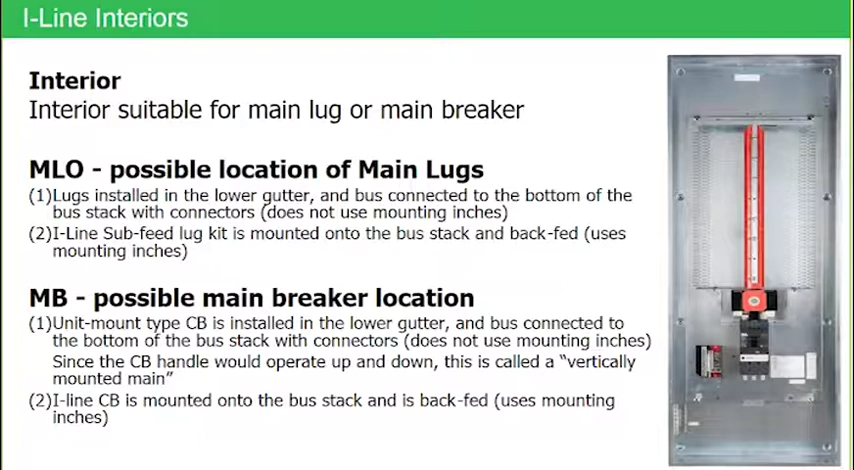 I-Line Interiors
Interior
Interior suitable for main lug or main breaker
MLO - possible location of Main Lugs
(1)Lugs installed in the lower gutter, and bus connected to the bottom of the
bus stack with connectors (does not use mounting inches)
(2)I-Line Sub-feed lug kit is mounted onto the bus stack and back-fed (uses
mounting inches)
MB - possible main breaker location
(1)Unit-mount type CB is installed in the lower gutter, and bus connected to
the bottom of the bus stack with connectors (does not use mounting inches)
Since the CB handle would operate up and down, this is called a “vertically
mounted main”
(2)I-line CB is mounted onto the bus stack and is back-fed (uses mounting
inches)